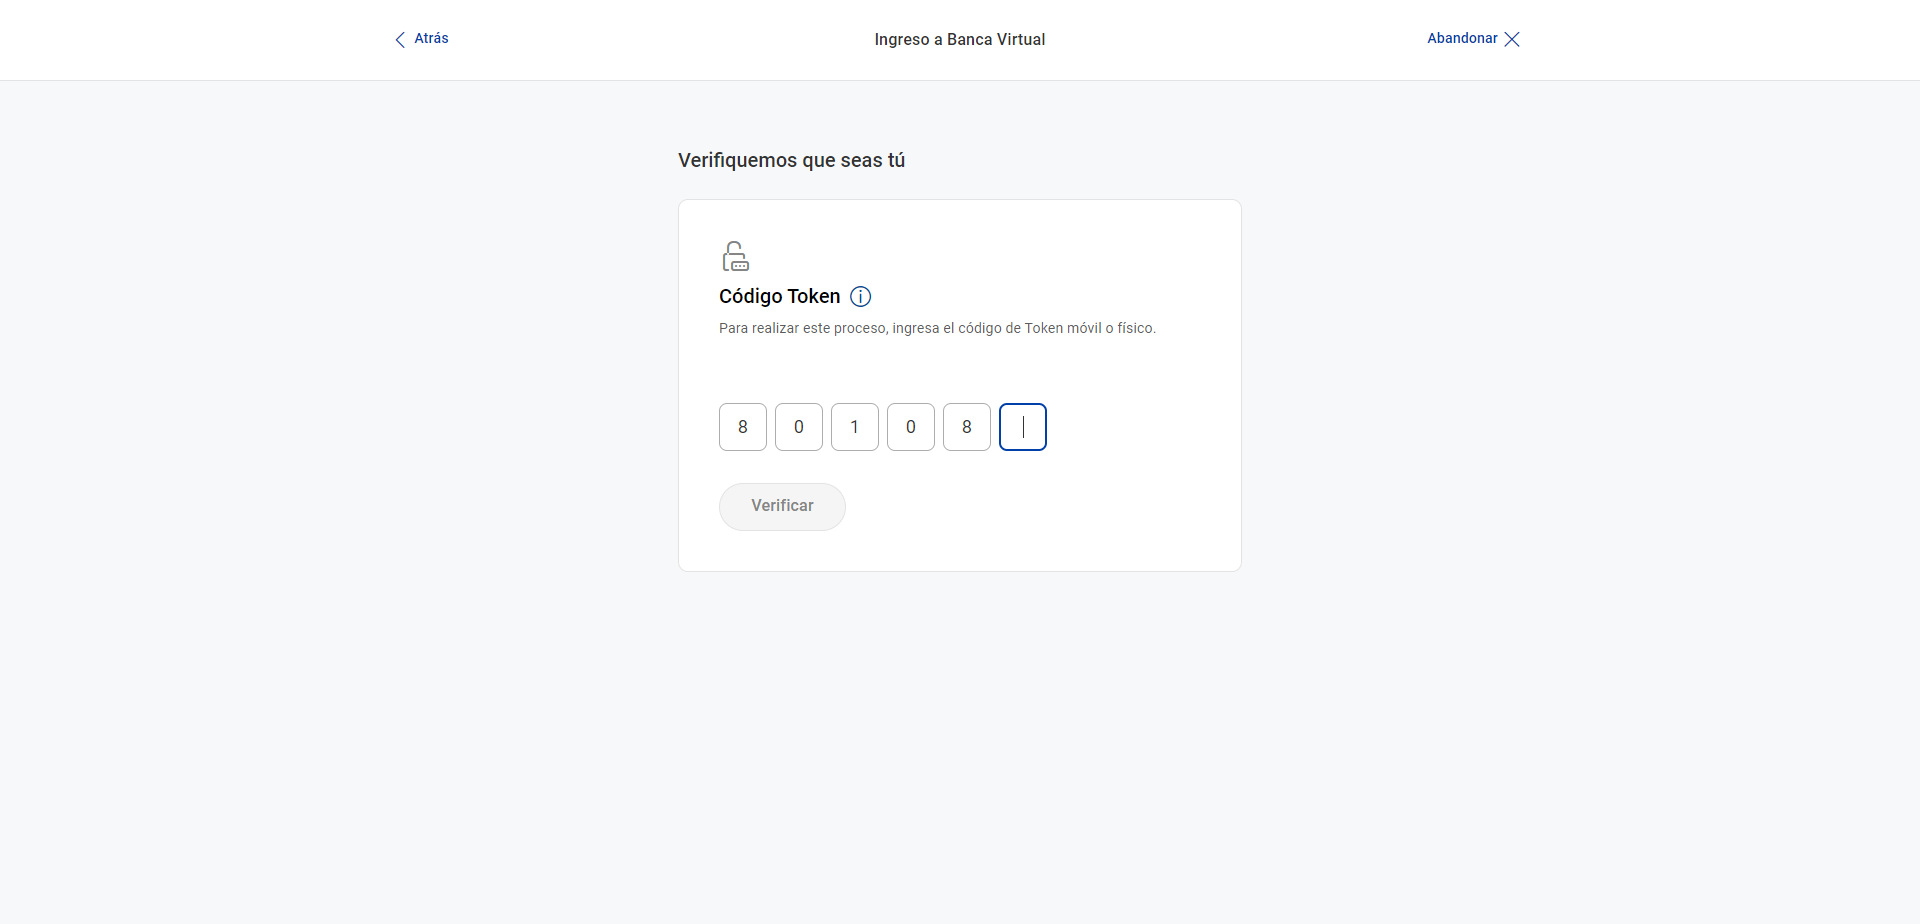 Atrás
Ingreso a Banca Virtual
Abandonar
Verifiquemos que seas tú
Código Token
Para realizar este proceso, ingresa el código de Token móvil o físico.
8 0 1 0 8
Verificar